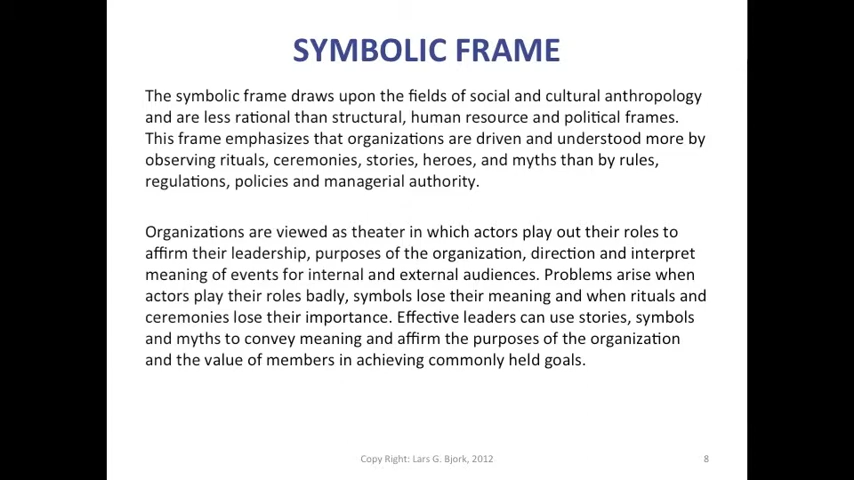 SYMBOLIC FRAME
The symbolic frame draws upon the fields of social and cultural anthropology
and are less rational than structural, human resource and political frames.
This frame emphasizes that organizations are driven and understood more by
observing rituals, ceremonies, stories, heroes, and myths than by rules,
regulations, policies and managerial authority.
Organizations are viewed as theater in which actors play out their roles to
affirm their leadership, purposes of the organization, direction and interpret
meaning of events for internal and external audiences. Problems arise when
actors play their roles badly, symbols lose their meaning and when rituals and
ceremonies lose their importance. Effective leaders can use stories, symbols
and myths to convey meaning and affirm the purposes of the organization
and the value of members in achieving commonly held goals.
Copy Right: Lars G. Bjork, 2012
8